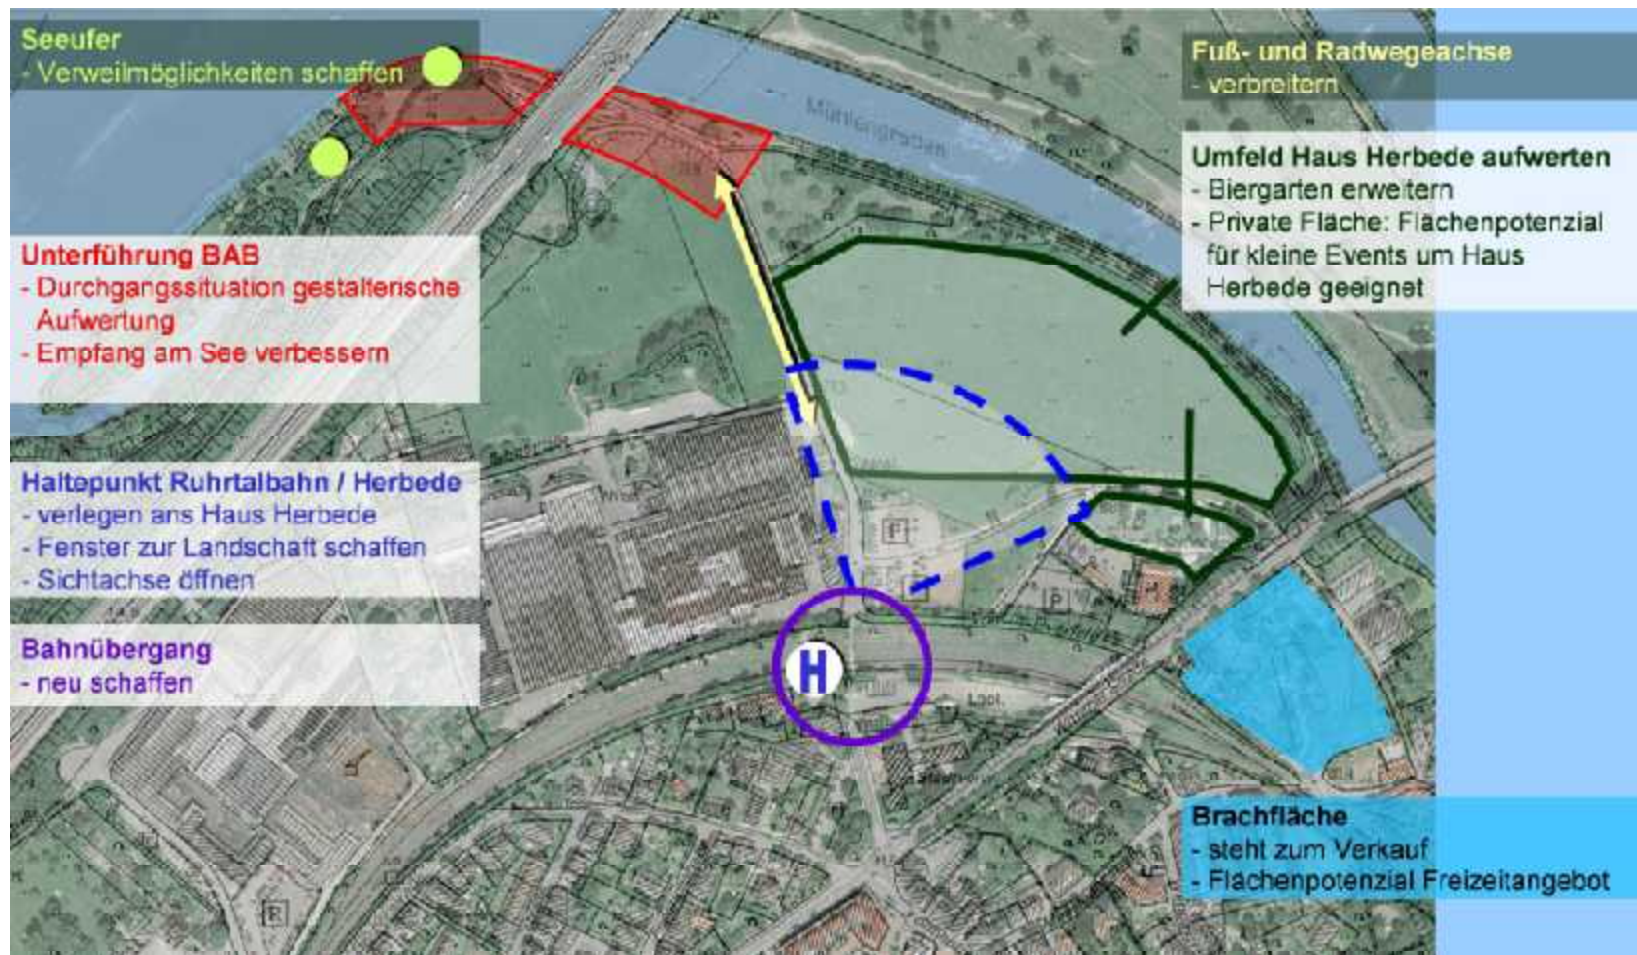 Seeufer
- Verweilmöglichkeiten schaffen
Unterführung BAB
- Durchgangssituation gestalterische
Aufwertung
- Empfang am See verbessern
Haltepunkt Ruhrtalbahn / Herbede
- verlegen ans Haus Herbede
- Fenster zur Landschaft schaffen
- Sichtachse öffnen
Bahnübergang
- neu schaffen
Mühlengraben
P
P
H
H
P
Fuß- und Radwegeachse
- verbreitern
Umfeld Haus Herbede aufwerten
- Biergarten erweitern
- Private Fläche: Flächenpotenzial
für kleine Events um Haus
Herbede geeignet
Brachfläche
- steht zum Verkauf
- Flächenpotenzial Freizeitangebot